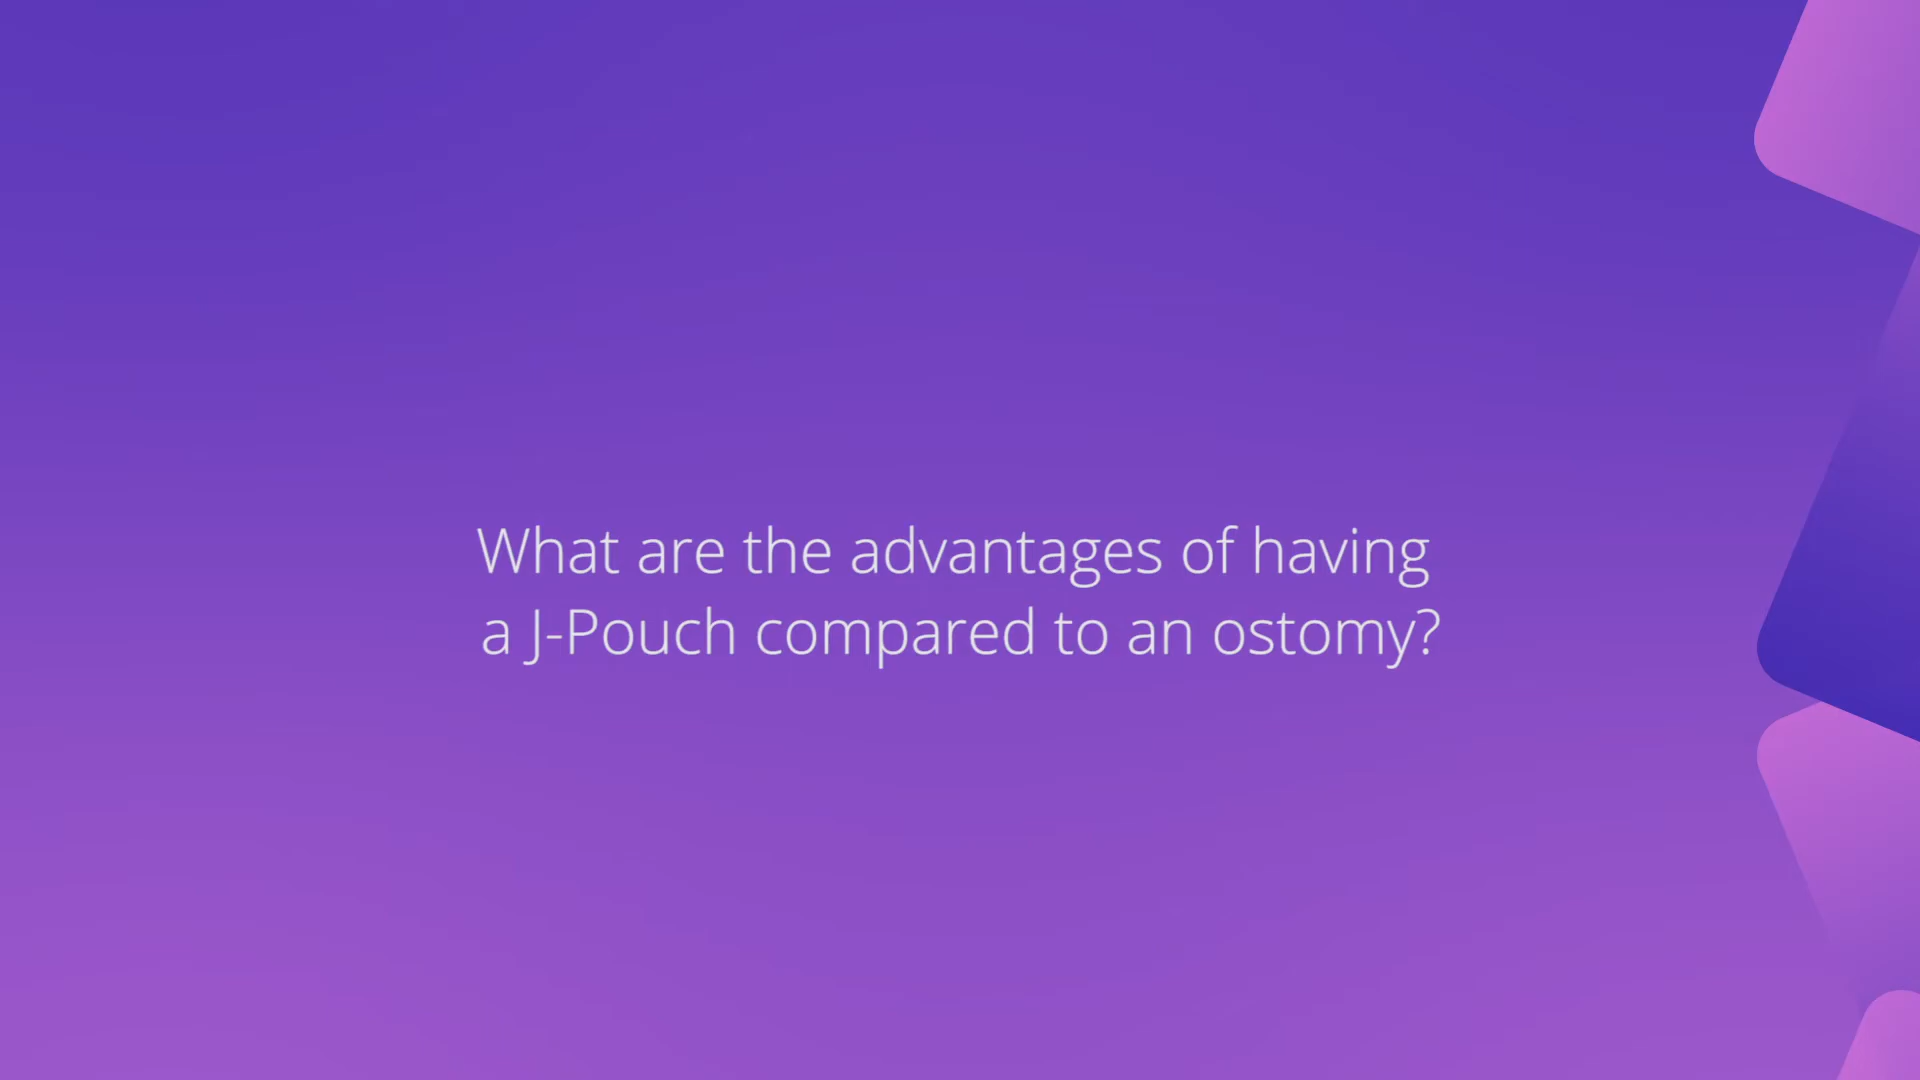 What are the advantages of having
a J-Pouch compared to an ostomy?